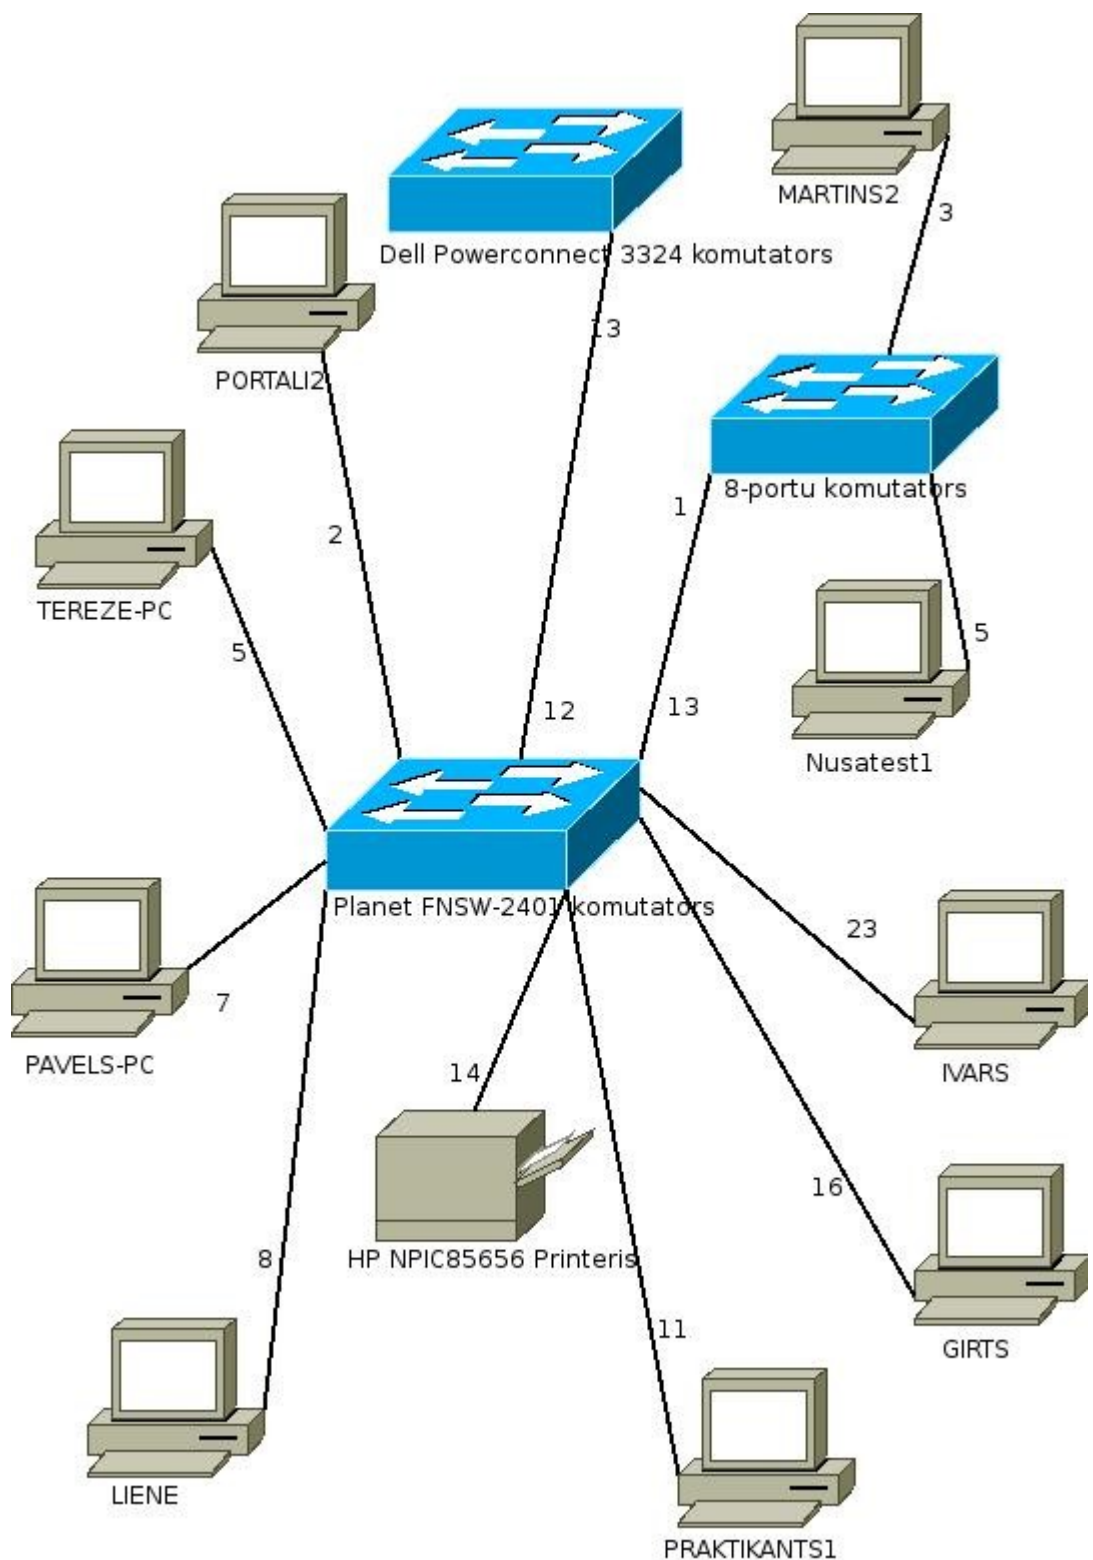 MARTINS2
3
Dell Powerconnect 3324 komutators
13
PORTALI2
8-portu komutators
1
2
TEREZE-PC
5
5
12
13
Nusatest1
Planet FNSW-2401 komutators
23
7
PAVELS-PC
14
IVARS
16
8
HP NPIC85656 Printeris
11
GIRTS
LIENE
PRAKTIKANTS1